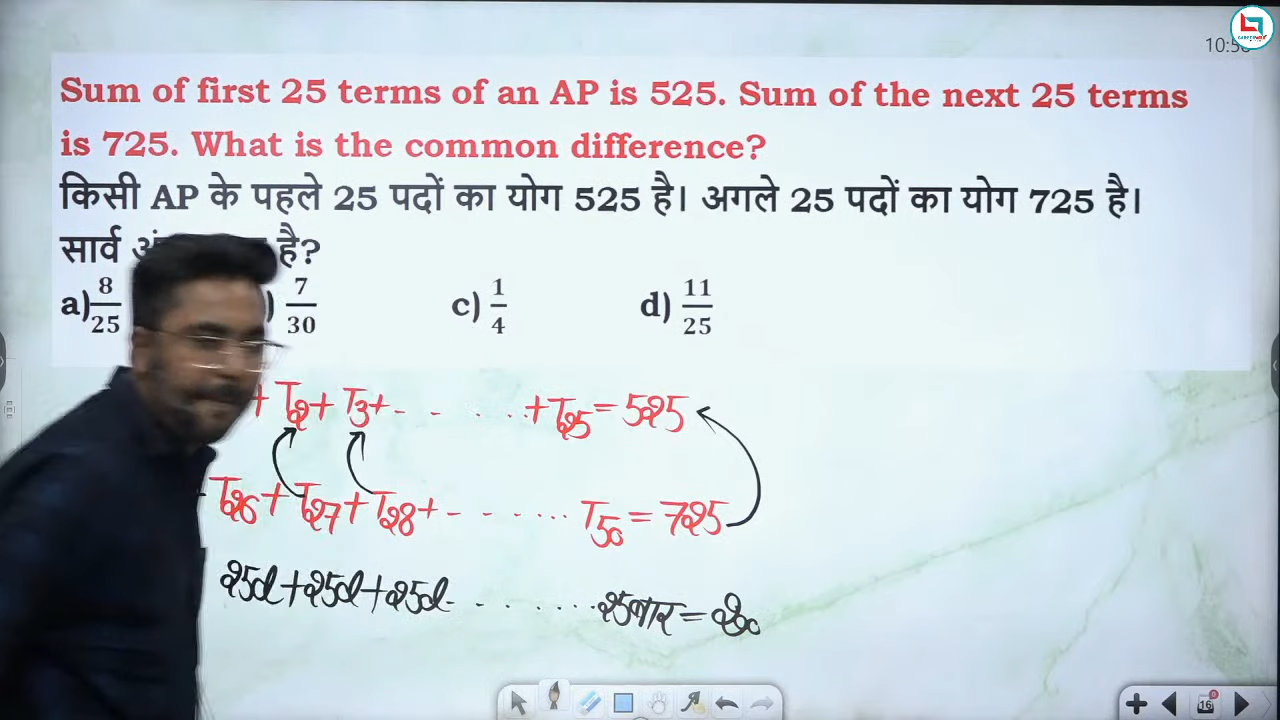 10:5
Sum of first 25 terms of an AP is 525. Sum of the next 25 terms
is 725. What is the common difference?
किसी AP के पहले 25 पदों का योग 525 है। अगले 25 पदों का योग 725 है।
सार्व है?
a) 8/25 ) 7/30 c) 1/4 d) 11/25
+ T2 + T3 + - - . . . . . + T25 = 525
T26 + T27 + T28 + - - - - . . . . T50 = 725
25d + 25d + 25d - . . . . . . . 25बार = 200
16